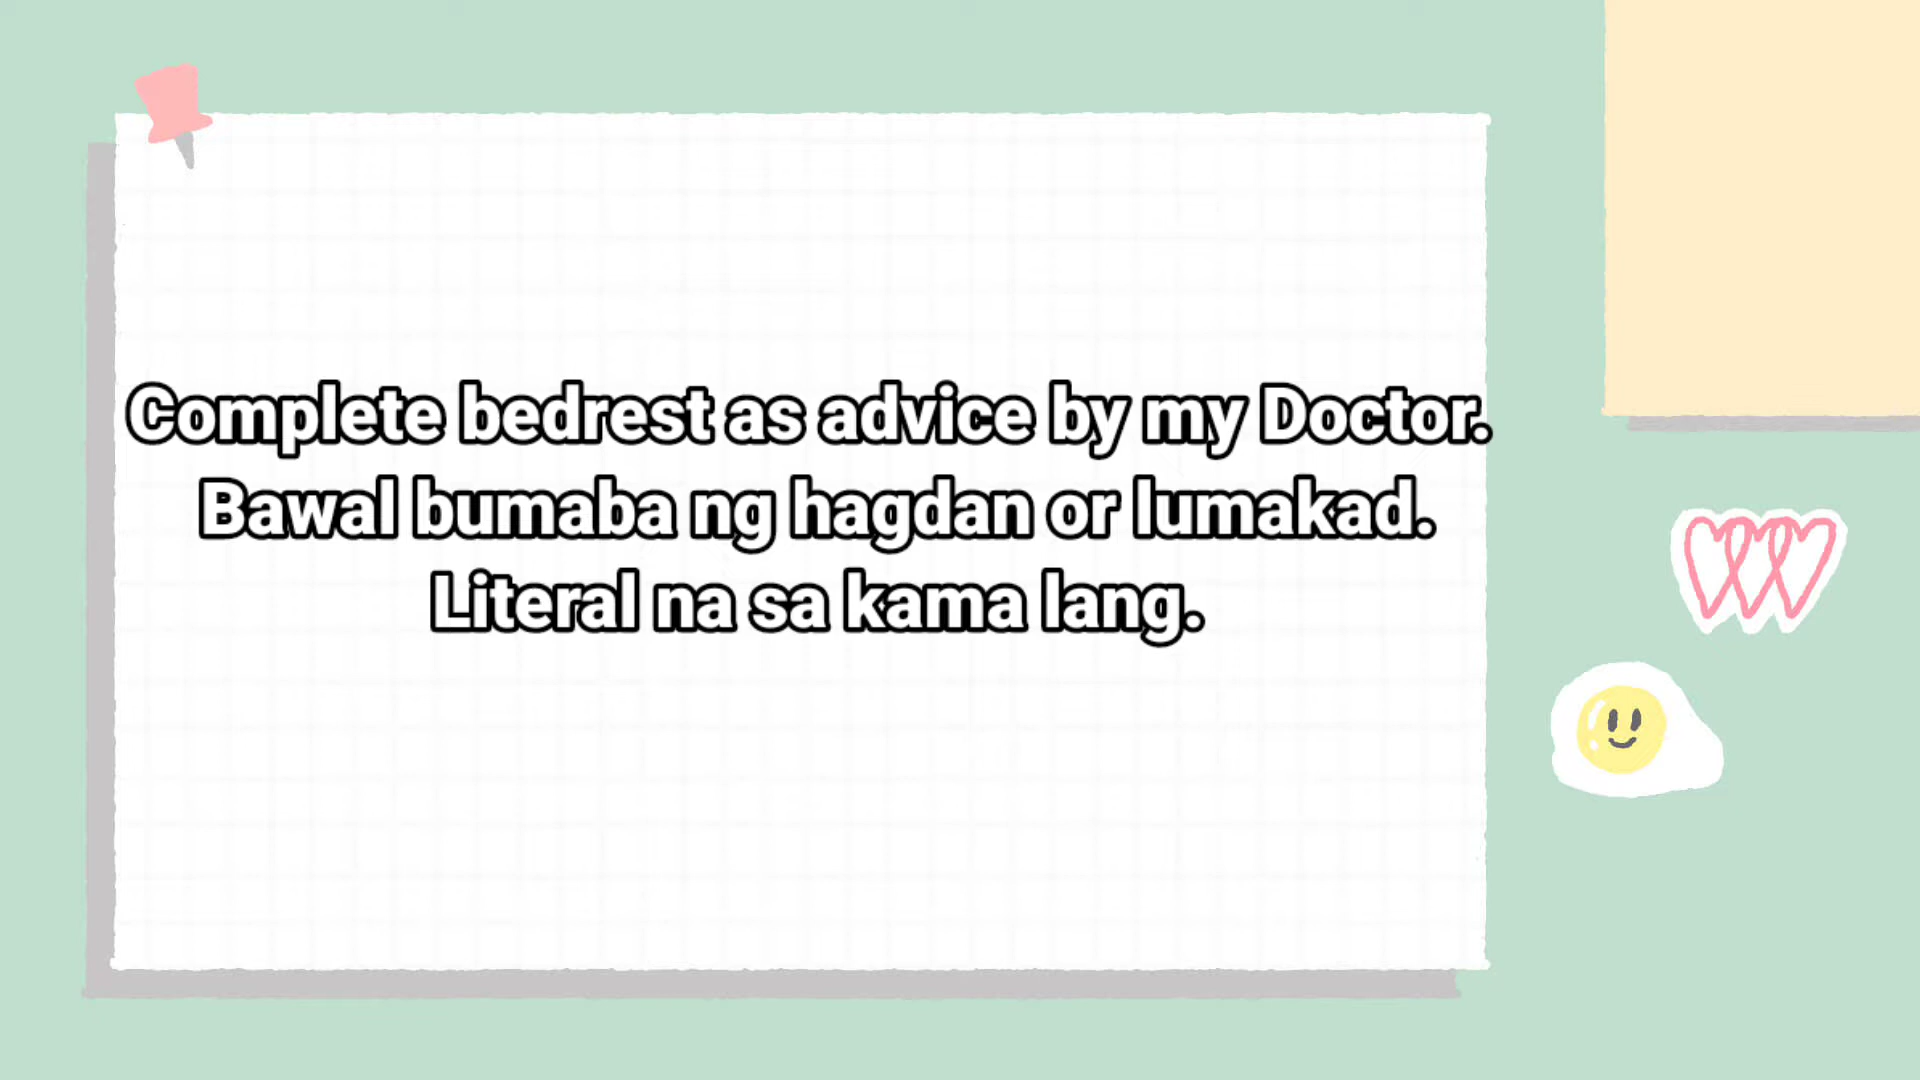 Complete bedrest as advice by my Doctor.
Bawal bumaba ng hagdan or lumakad.
Literal na sa kama lang.